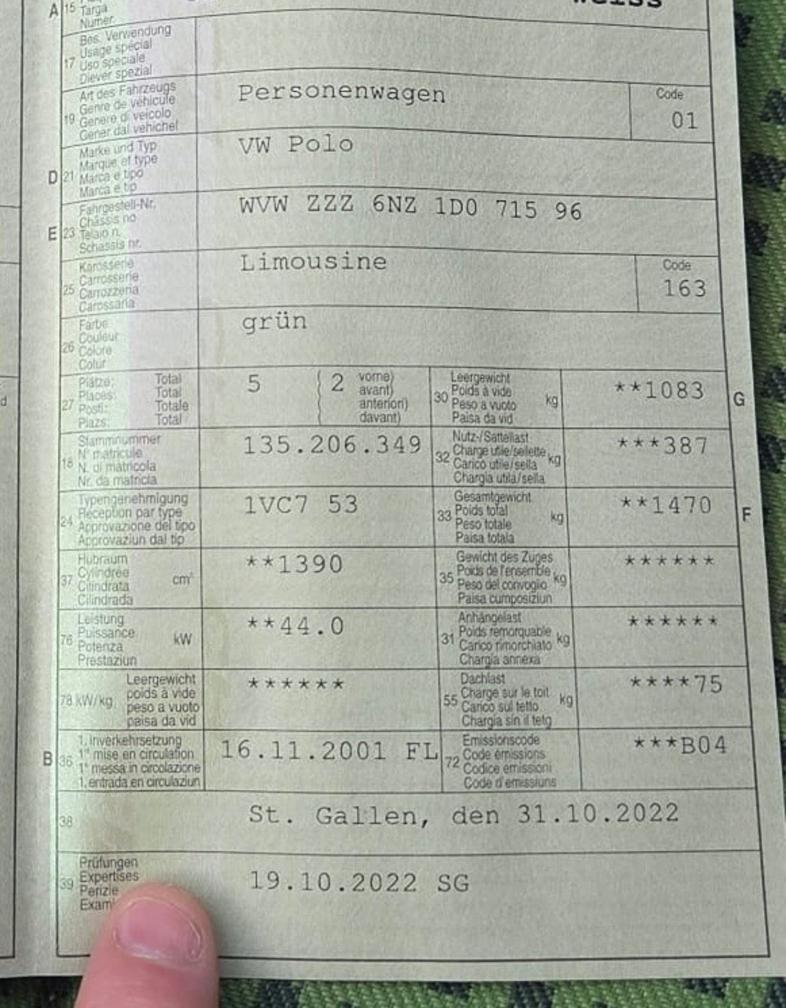 A 15 Targa
Numer.
weiss
17 Bes. Verwendung
Usage spécial
Uso speciale
Diever spezial
19 Art des Fahrzeugs
Genre de véhicule
Genere di veicolo
Gener dal vehichel
Personenwagen
Code
01
D 21 Marke und Typ
Marque et type
Marca e tipo
Marca e tip
VW Polo
E 23 Fahrgestell-Nr.
Châssis no
Telaio n.
Schassis nr.
WVW ZZZ 6NZ 1D0 715 96
25 Karosserie
Carrosserie
Carrozzeria
Carossaria
Limousine
Code
163
26 Farbe
Couleur
Colore
Colur
grün
27 Plätze: Total
Places: Total
Posti: Totale
Plazs: Total
5 ( 2 vorne)
avant)
anteriori)
davant)
30 Leergewicht
Poids à vide
Peso a vuoto
Paisa da vid
kg
**1083
G
18 Stammnummer
N° matricule
N. di matricola
Nr. da matricla
135.206.349
32 Nutz-/Sattellast
Charge utile/sellette
Carico utile/sella
Chargia utila/sella
kg
***387
24 Typengenehmigung
Réception par type
Approvazione del tipo
Approvaziun dal tip
1VC7 53
33 Gesamtgewicht
Poids total
Peso totale
Paisa totala
kg
**1470
F
37 Hubraum
Cylindrée
Cilindrata
Cilindrada
cm³
**1390
35 Gewicht des Zuges
Poids de l'ensemble
Peso del convoglio
Paisa cumposiziun
kg
******
76 Leistung
Puissance
Potenza
Prestaziun
kW
**44.0
31 Anhängelast
Poids remorquable
Carico rimorchiato
Chargia annexa
kg
******
78 kW/kg
Leergewicht
poids à vide
peso a vuoto
paisa da vid
******
55 Dachlast
Charge sur le toit
Carico sul tetto
Chargia sin il tetg
kg
****75
B 36 1. Inverkehrsetzung
1re mise en circulation
1a messa in circolazione
1. entrada en circulaziun
16.11.2001 FL
72 Emissionscode
Code émissions
Codice emissioni
Code d'emissiuns
***B04
38 St. Gallen, den 31.10.2022
39 Prüfungen
Expertises
Perizie
Exam
19.10.2022 SG
d